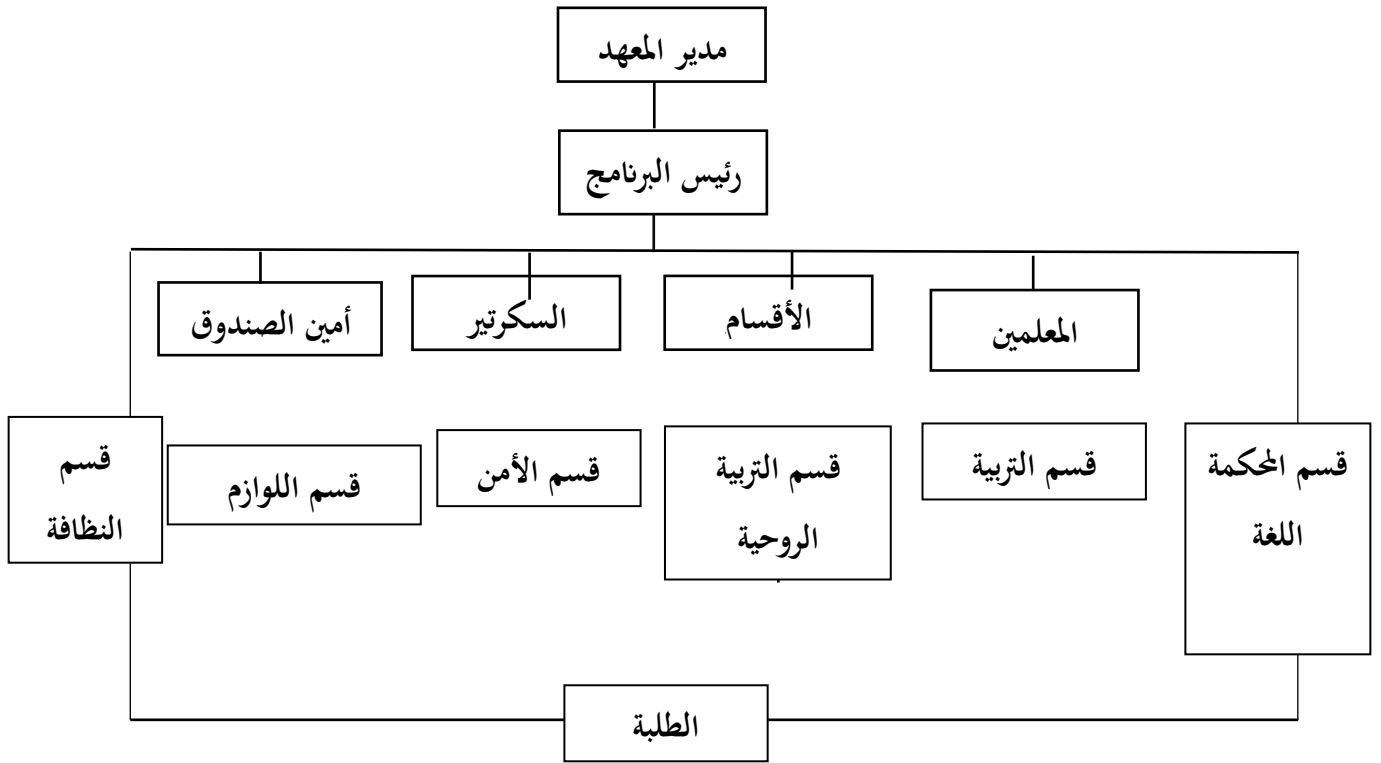 مدير المعهد
رئيس البرنامج
المعلمين
الأقسام
السكرتير
أمين الصندوق
قسم المحكمة
اللغة
قسم التربية
قسم التربية
الروحية
قسم الأمن
قسم اللوازم
قسم
النظافة
الطلبة